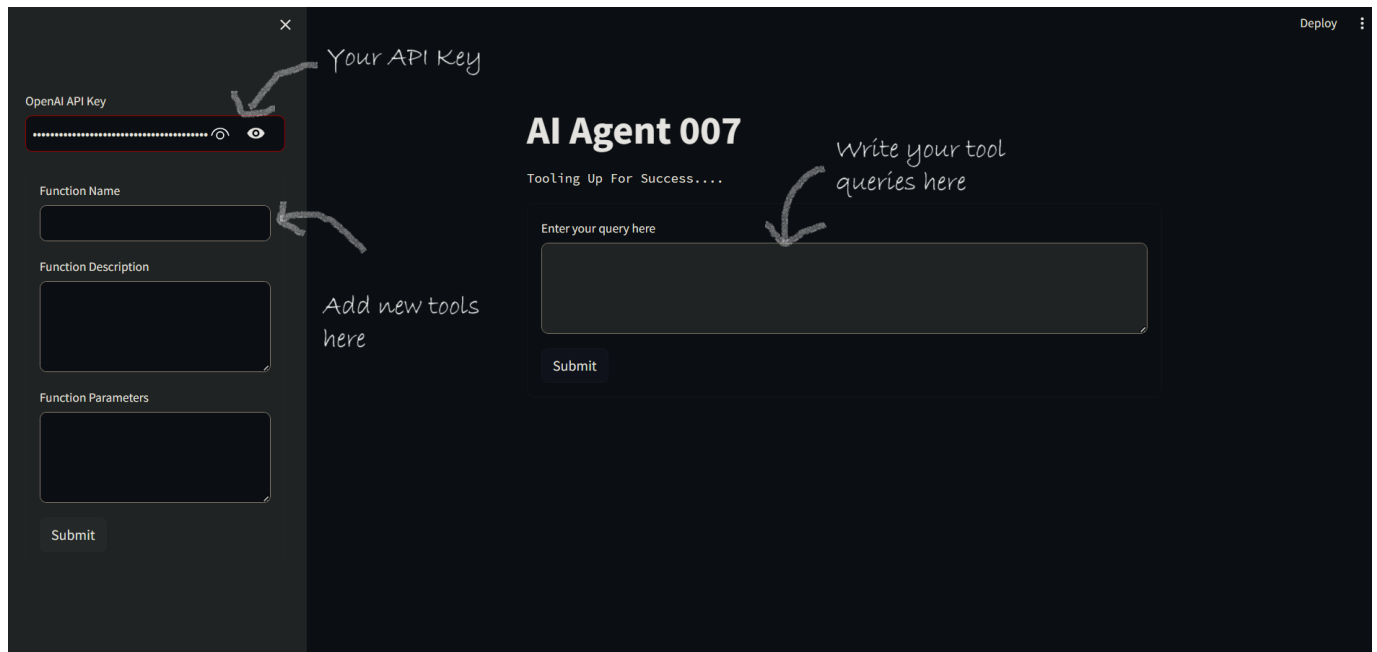 Deploy
Your API Key
OpenAI API Key
••••••••••••••••••••••••••••••••••••••••
Function Name
Function Description
Function Parameters
Submit
Add new tools
here
AI Agent 007
Tooling Up For Success....
Write your tool
queries here
Enter your query here
Submit